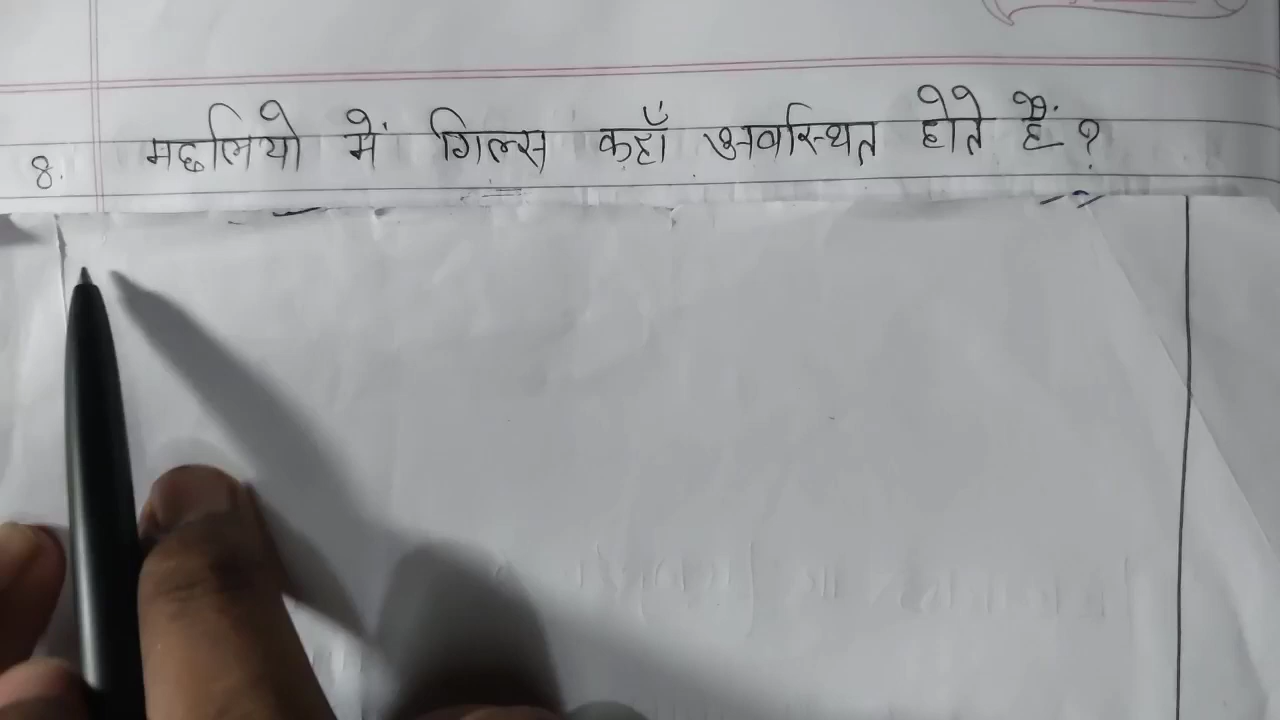 8. मछलियो में गिल्स कहाँ अवस्थित होते हैं ?